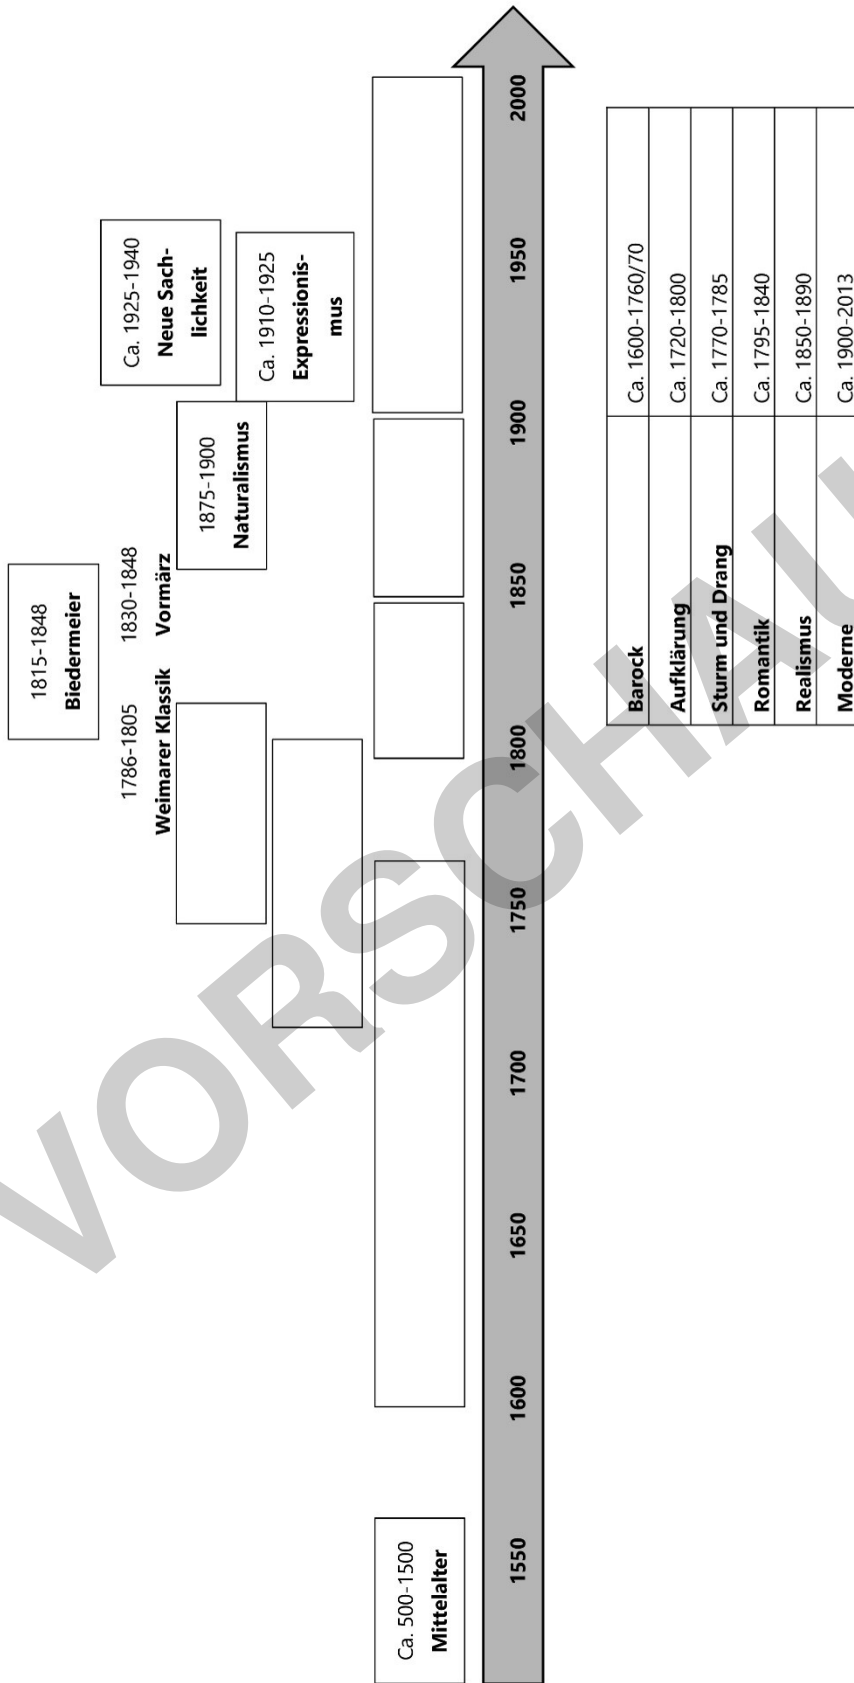 1815-1848
Biedermeier
1786-1805
Weimarer Klassik
1830-1848
Vormärz
Ca. 1925-1940
Neue Sach-
lichkeit
1875-1900
Naturalismus
Ca. 1910-1925
Expressionis-
mus
Ca. 500-1500
Mittelalter
1550
1600
1650
1700
1750
1800
1850
1900
1950
2000
Barock Ca. 1600-1760/70
Aufklärung Ca. 1720-1800
Sturm und Drang Ca. 1770-1785
Romantik Ca. 1795-1840
Realismus Ca. 1850-1890
Moderne Ca. 1900-2013
VORSCHAU